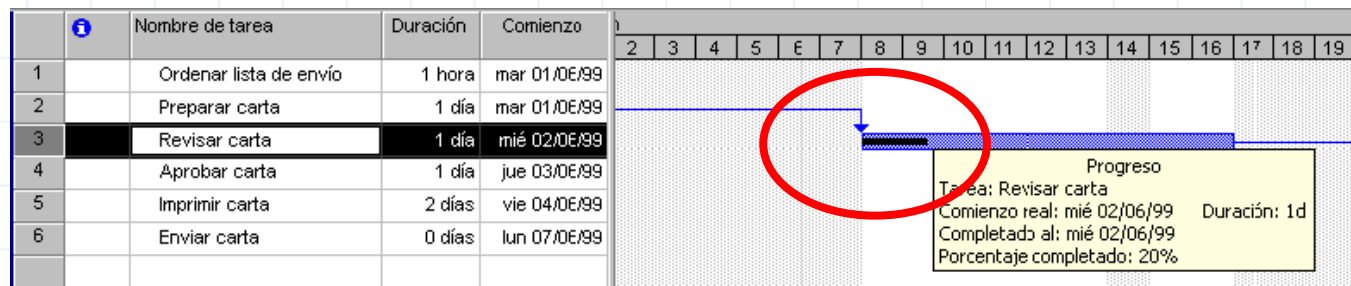 Nombre de tarea Duración Comienzo
2 3 4 5 6 7 8 9 10 11 12 13 14 15 16 17 18 19
1 Ordenar lista de envío 1 hora mar 01/06/99
2 Preparar carta 1 día mar 01/06/99
3 Revisar carta 1 día mié 02/06/99
4 Aprobar carta 1 día jue 03/06/99
5 Imprimir carta 2 días vie 04/06/99
6 Enviar carta 0 días lun 07/06/99
Progreso
Tarea: Revisar carta
Comienzo real: mié 02/06/99 Duración: 1d
Completado al: mié 02/06/99
Porcentaje completado: 20%